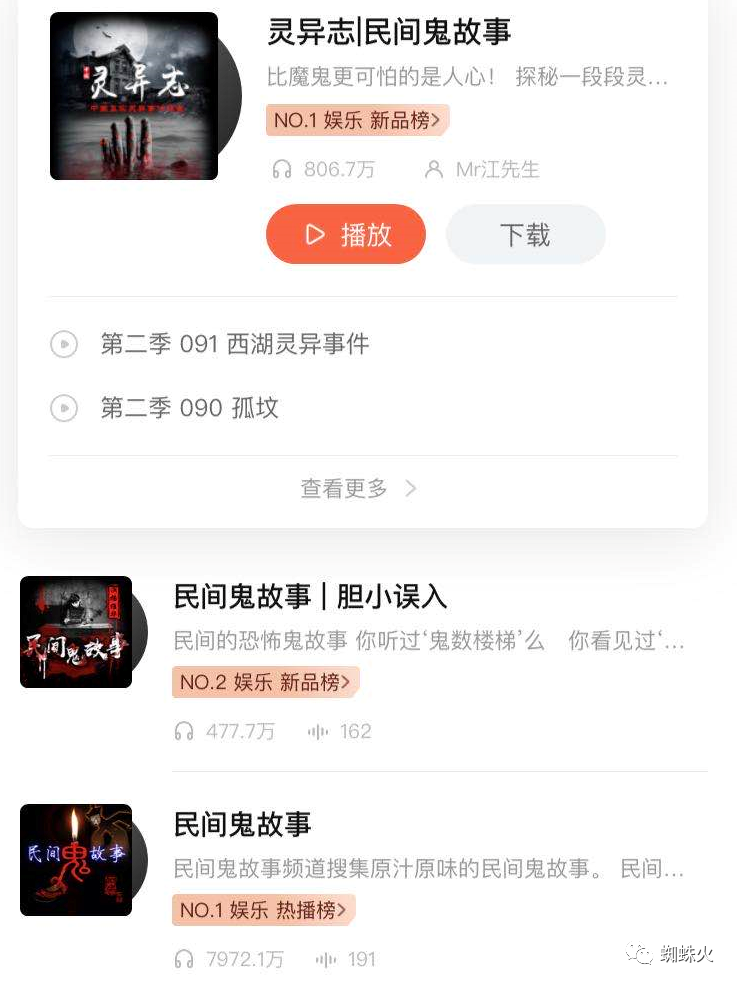 灵异志|民间鬼故事
比魔鬼更可怕的是人心！ 探秘一段段灵...
NO.1 娱乐 新品榜>
806.7万 Mr江先生
播放 下载
灵异志
第二季 091 西湖灵异事件
第二季 090 孤坟
查看更多 >
民间鬼故事 | 胆小误入
民间的恐怖鬼故事 你听过‘鬼数楼梯’么 你看见过‘...
NO.2 娱乐 新品榜>
477.7万 162
民间鬼故事
民间鬼故事
民间鬼故事频道搜集原汁原味的民间鬼故事。 民间...
NO.1 娱乐 热播榜>
7972.1万 191
民间鬼故事
蜘蛛火